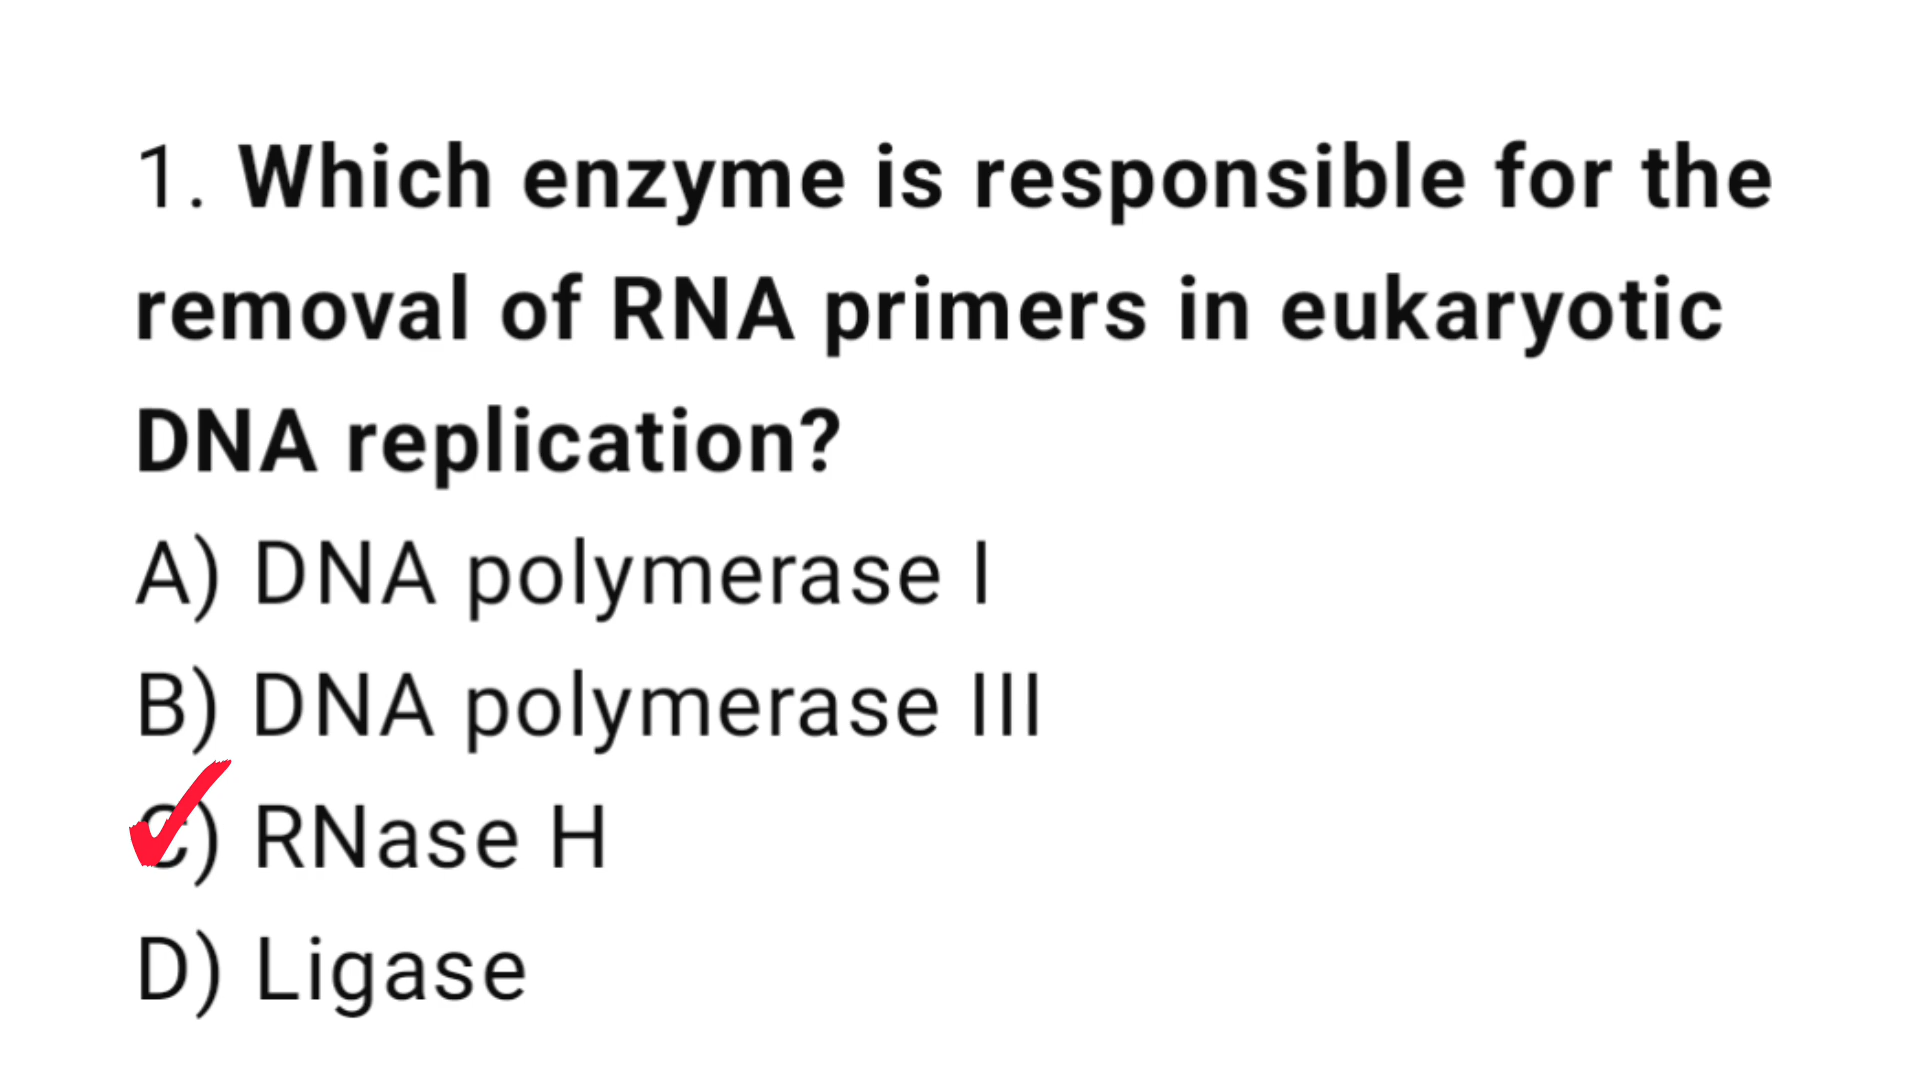 1. Which enzyme is responsible for the
removal of RNA primers in eukaryotic
DNA replication?
A) DNA polymerase I
B) DNA polymerase III
C) RNase H
D) Ligase